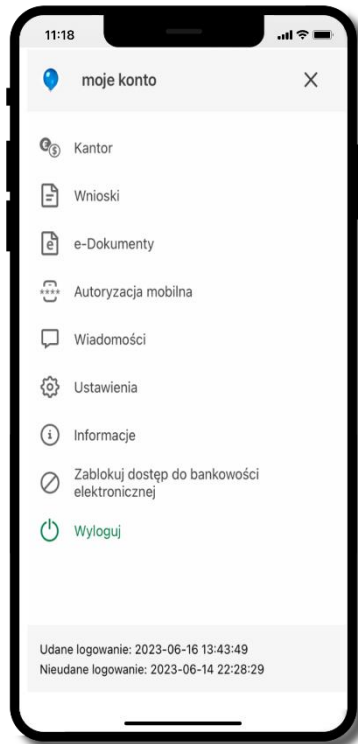 11:18
moje konto
Kantor
Wnioski
e-Dokumenty
Autoryzacja mobilna
Wiadomości
Ustawienia
Informacje
Zablokuj dostęp do bankowości
elektronicznej
Wyloguj
Udane logowanie: 2023-06-16 13:43:49
Nieudane logowanie: 2023-06-14 22:28:29